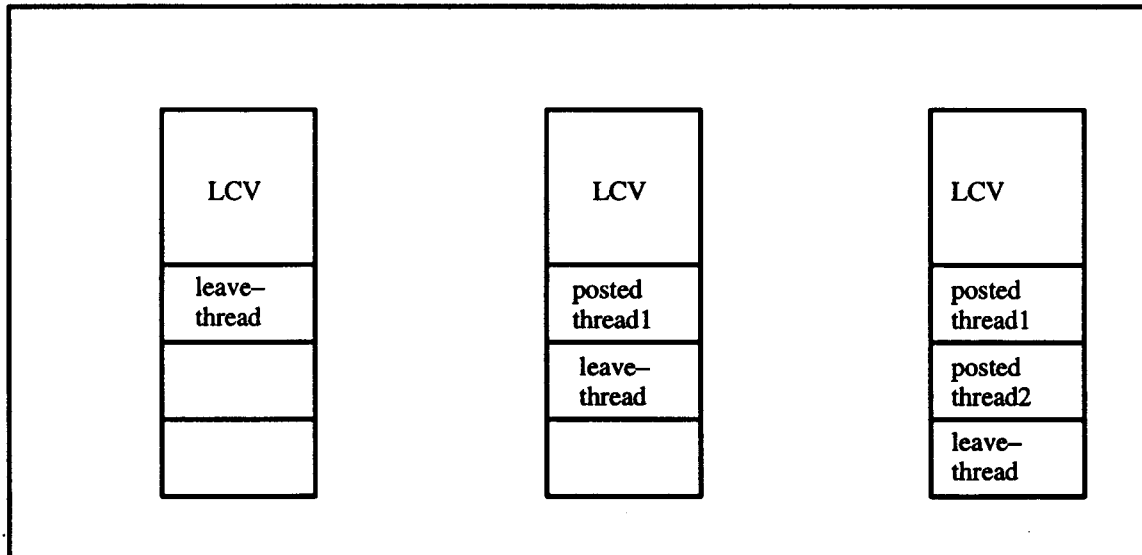 LCV
leave–
thread
LCV
posted
thread1
leave–
thread
LCV
posted
thread1
posted
thread2
leave–
thread